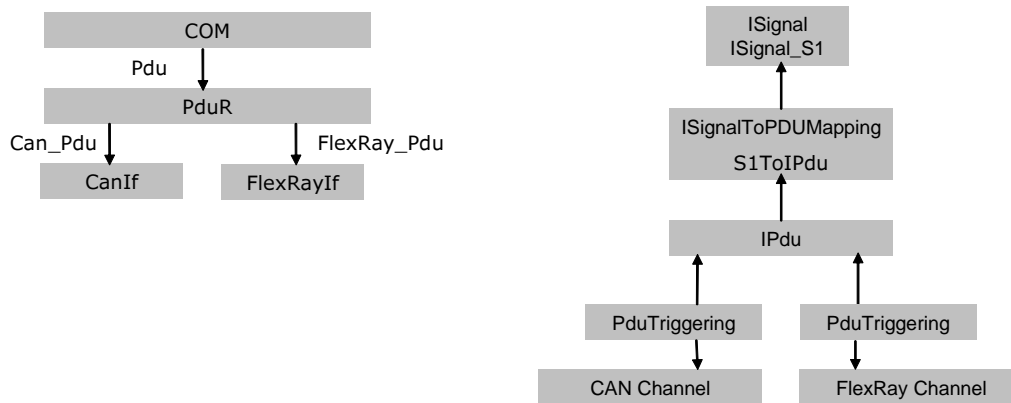 COM
Pdu
PduR
Can_Pdu
FlexRay_Pdu
CanIf
FlexRayIf
ISignal
ISignal_S1
ISignalToPDUMapping
S1ToIPdu
IPdu
PduTriggering
PduTriggering
CAN Channel
FlexRay Channel